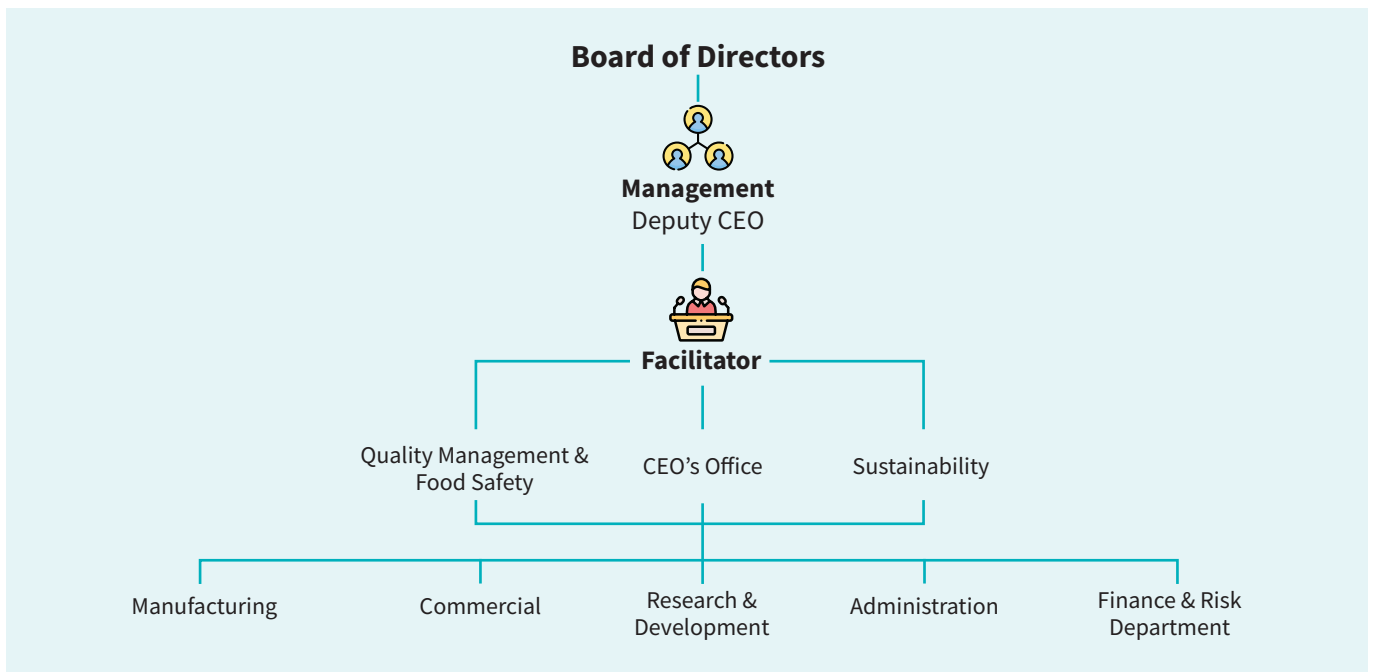 Board of Directors
Management
Deputy CEO
Facilitator
Quality Management &
Food Safety
CEO’s Office
Sustainability
Manufacturing
Commercial
Research &
Development
Administration
Finance & Risk
Department